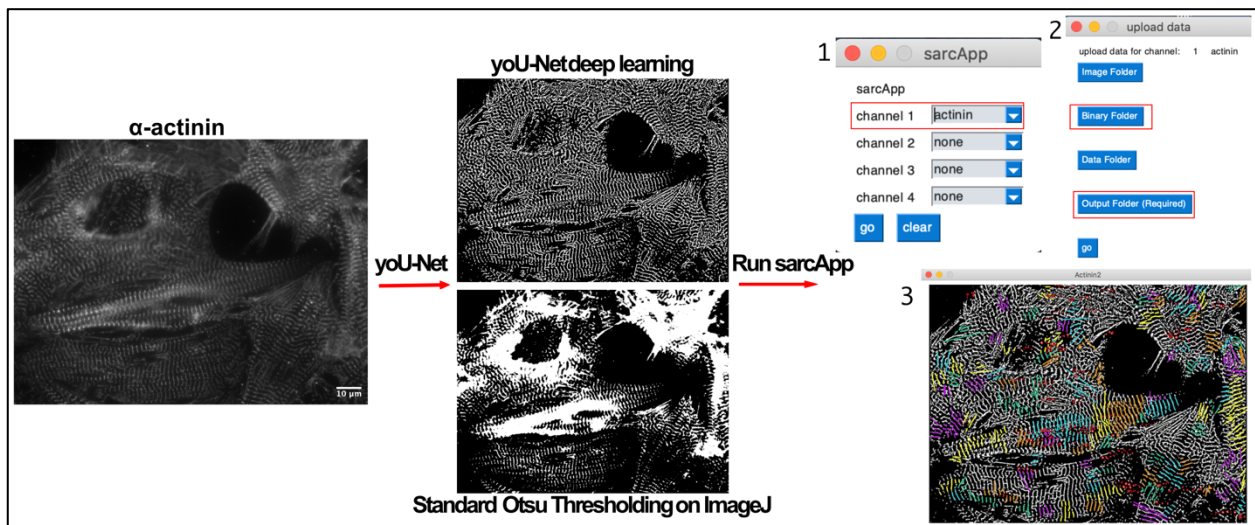 α-actinin
10 µm
yoU-Net
yoU-Net deep learning
Standard Otsu Thresholding on ImageJ
Run sarcApp
1
sarcApp
sarcApp
channel 1 actinin
channel 2 none
channel 3 none
channel 4 none
go clear
2
upload data
upload data for channel: 1 actinin
Image Folder
Binary Folder
Data Folder
Output Folder (Required)
go
3
Actinin2